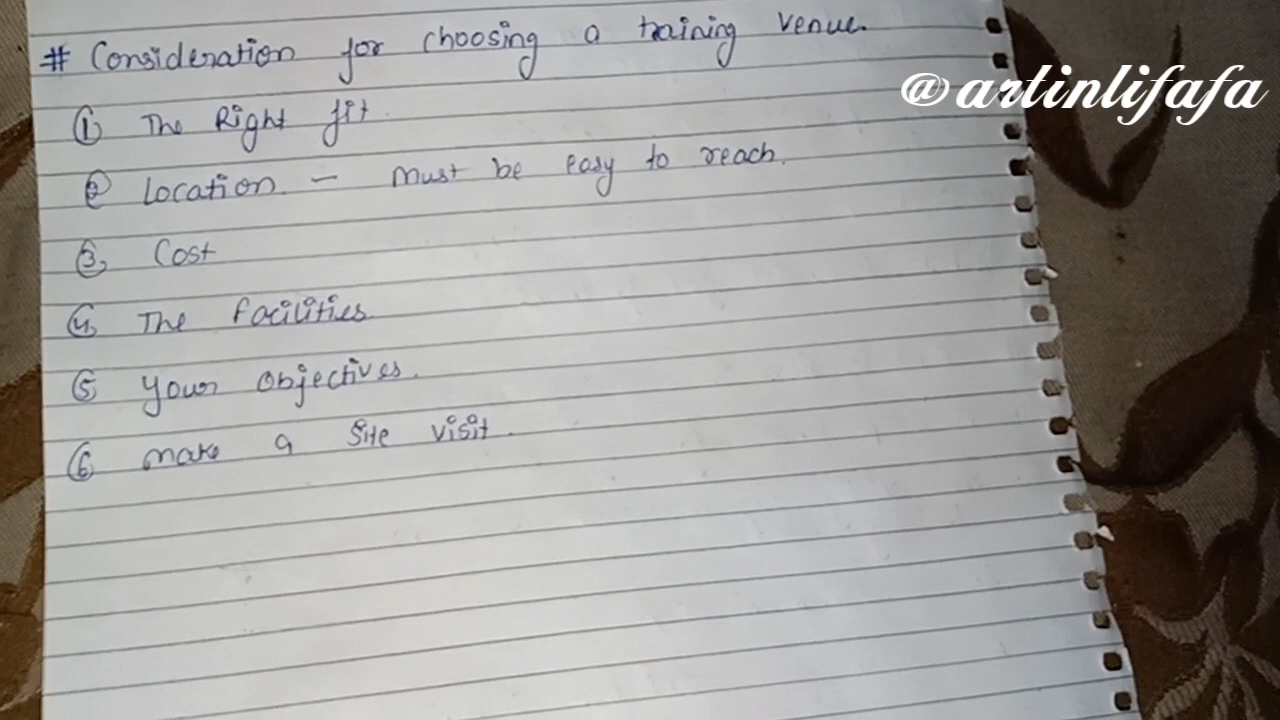 # Consideration for choosing a training venue.
@artinlifafa
① The Right fit.
② Location - Must be easy to reach.
③ Cost
④ The facilities
⑤ Your Objectives.
⑥ make a Site visit.